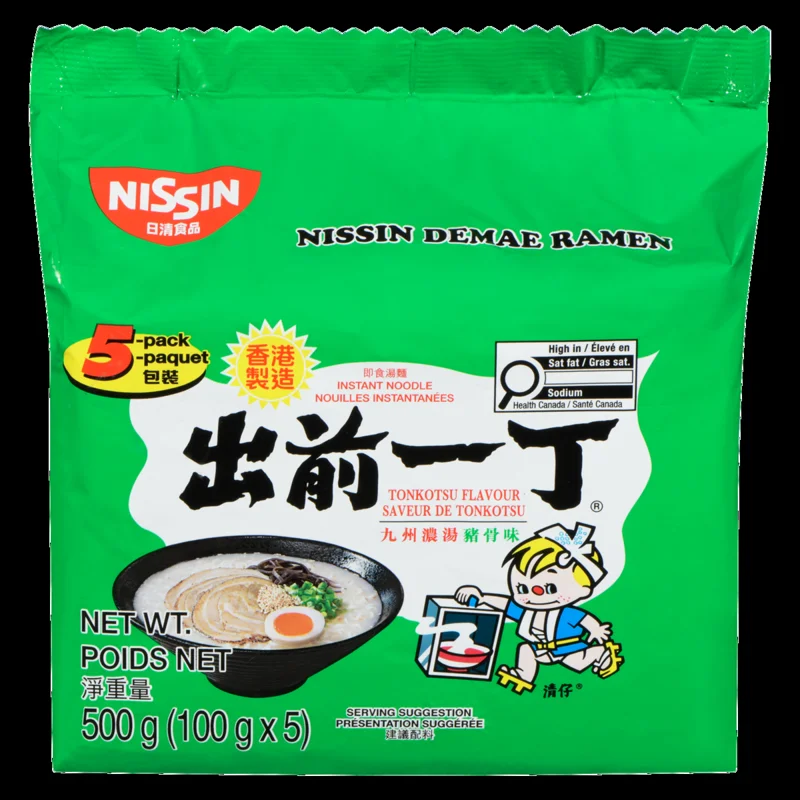 NISSIN
日清食品
NISSIN DEMAE RAMEN
5-pack
-paquet
包裝
香港
製造
即食湯麵
INSTANT NOODLE
NOUILLES INSTANTANÉES
High in / Élevé en
Sat fat / Gras sat.
Sodium
Health Canada / Santé Canada
出前一丁®
TONKOTSU FLAVOUR
SAVEUR DE TONKOTSU
九州濃湯豬骨味
NET WT.
POIDS NET
淨重量
500 g (100 g x 5)
清仔®
SERVING SUGGESTION
PRÉSENTATION SUGGÉRÉE
建議配料